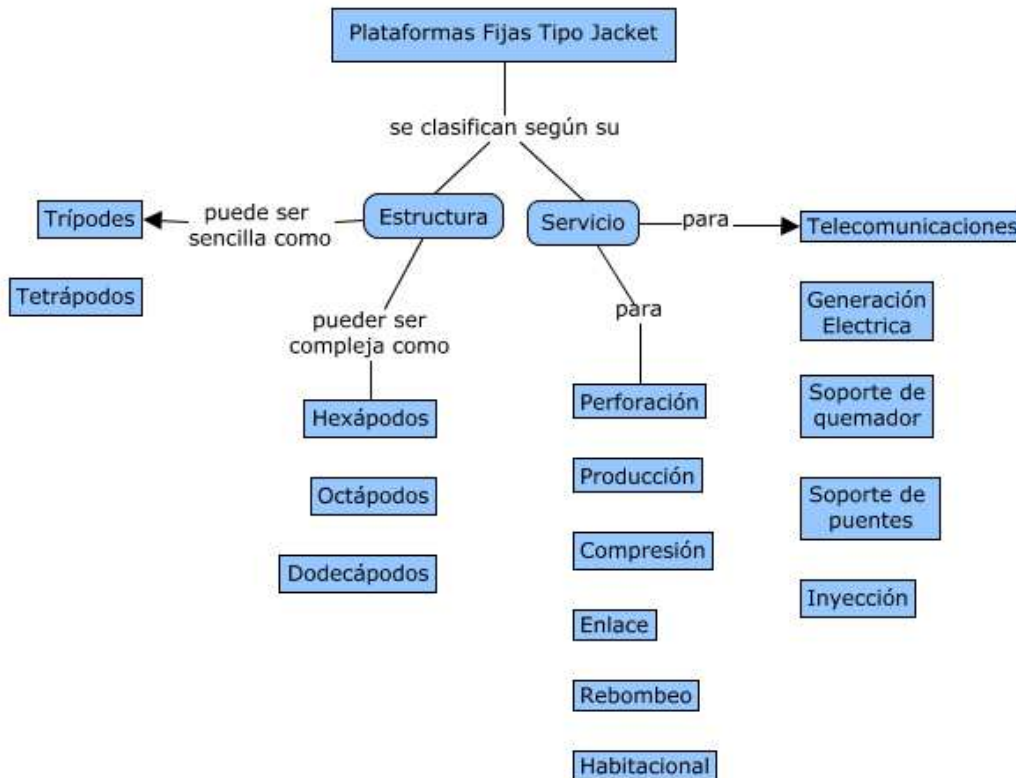 Plataformas Fijas Tipo Jacket
se clasifican según su
Estructura
Servicio
puede ser
sencilla como
Trípodes
Tetrápodos
pueder ser
compleja como
Hexápodos
Octápodos
Dodecápodos
para
Perforación
Producción
Compresión
Enlace
Rebombeo
Habitacional
para
Telecomunicaciones
Generación
Electrica
Soporte de
quemador
Soporte de
puentes
Inyección